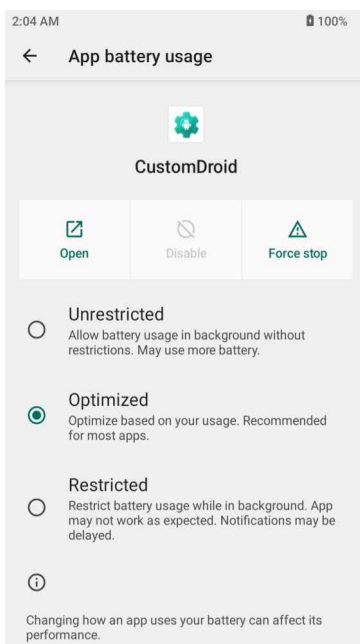 2:04 AM 100%
App battery usage
CustomDroid
Open Disable Force stop
Unrestricted
Allow battery usage in background without
restrictions. May use more battery.
Optimized
Optimize based on your usage. Recommended
for most apps.
Restricted
Restrict battery usage while in background. App
may not work as expected. Notifications may be
delayed.
Changing how an app uses your battery can affect its
performance.